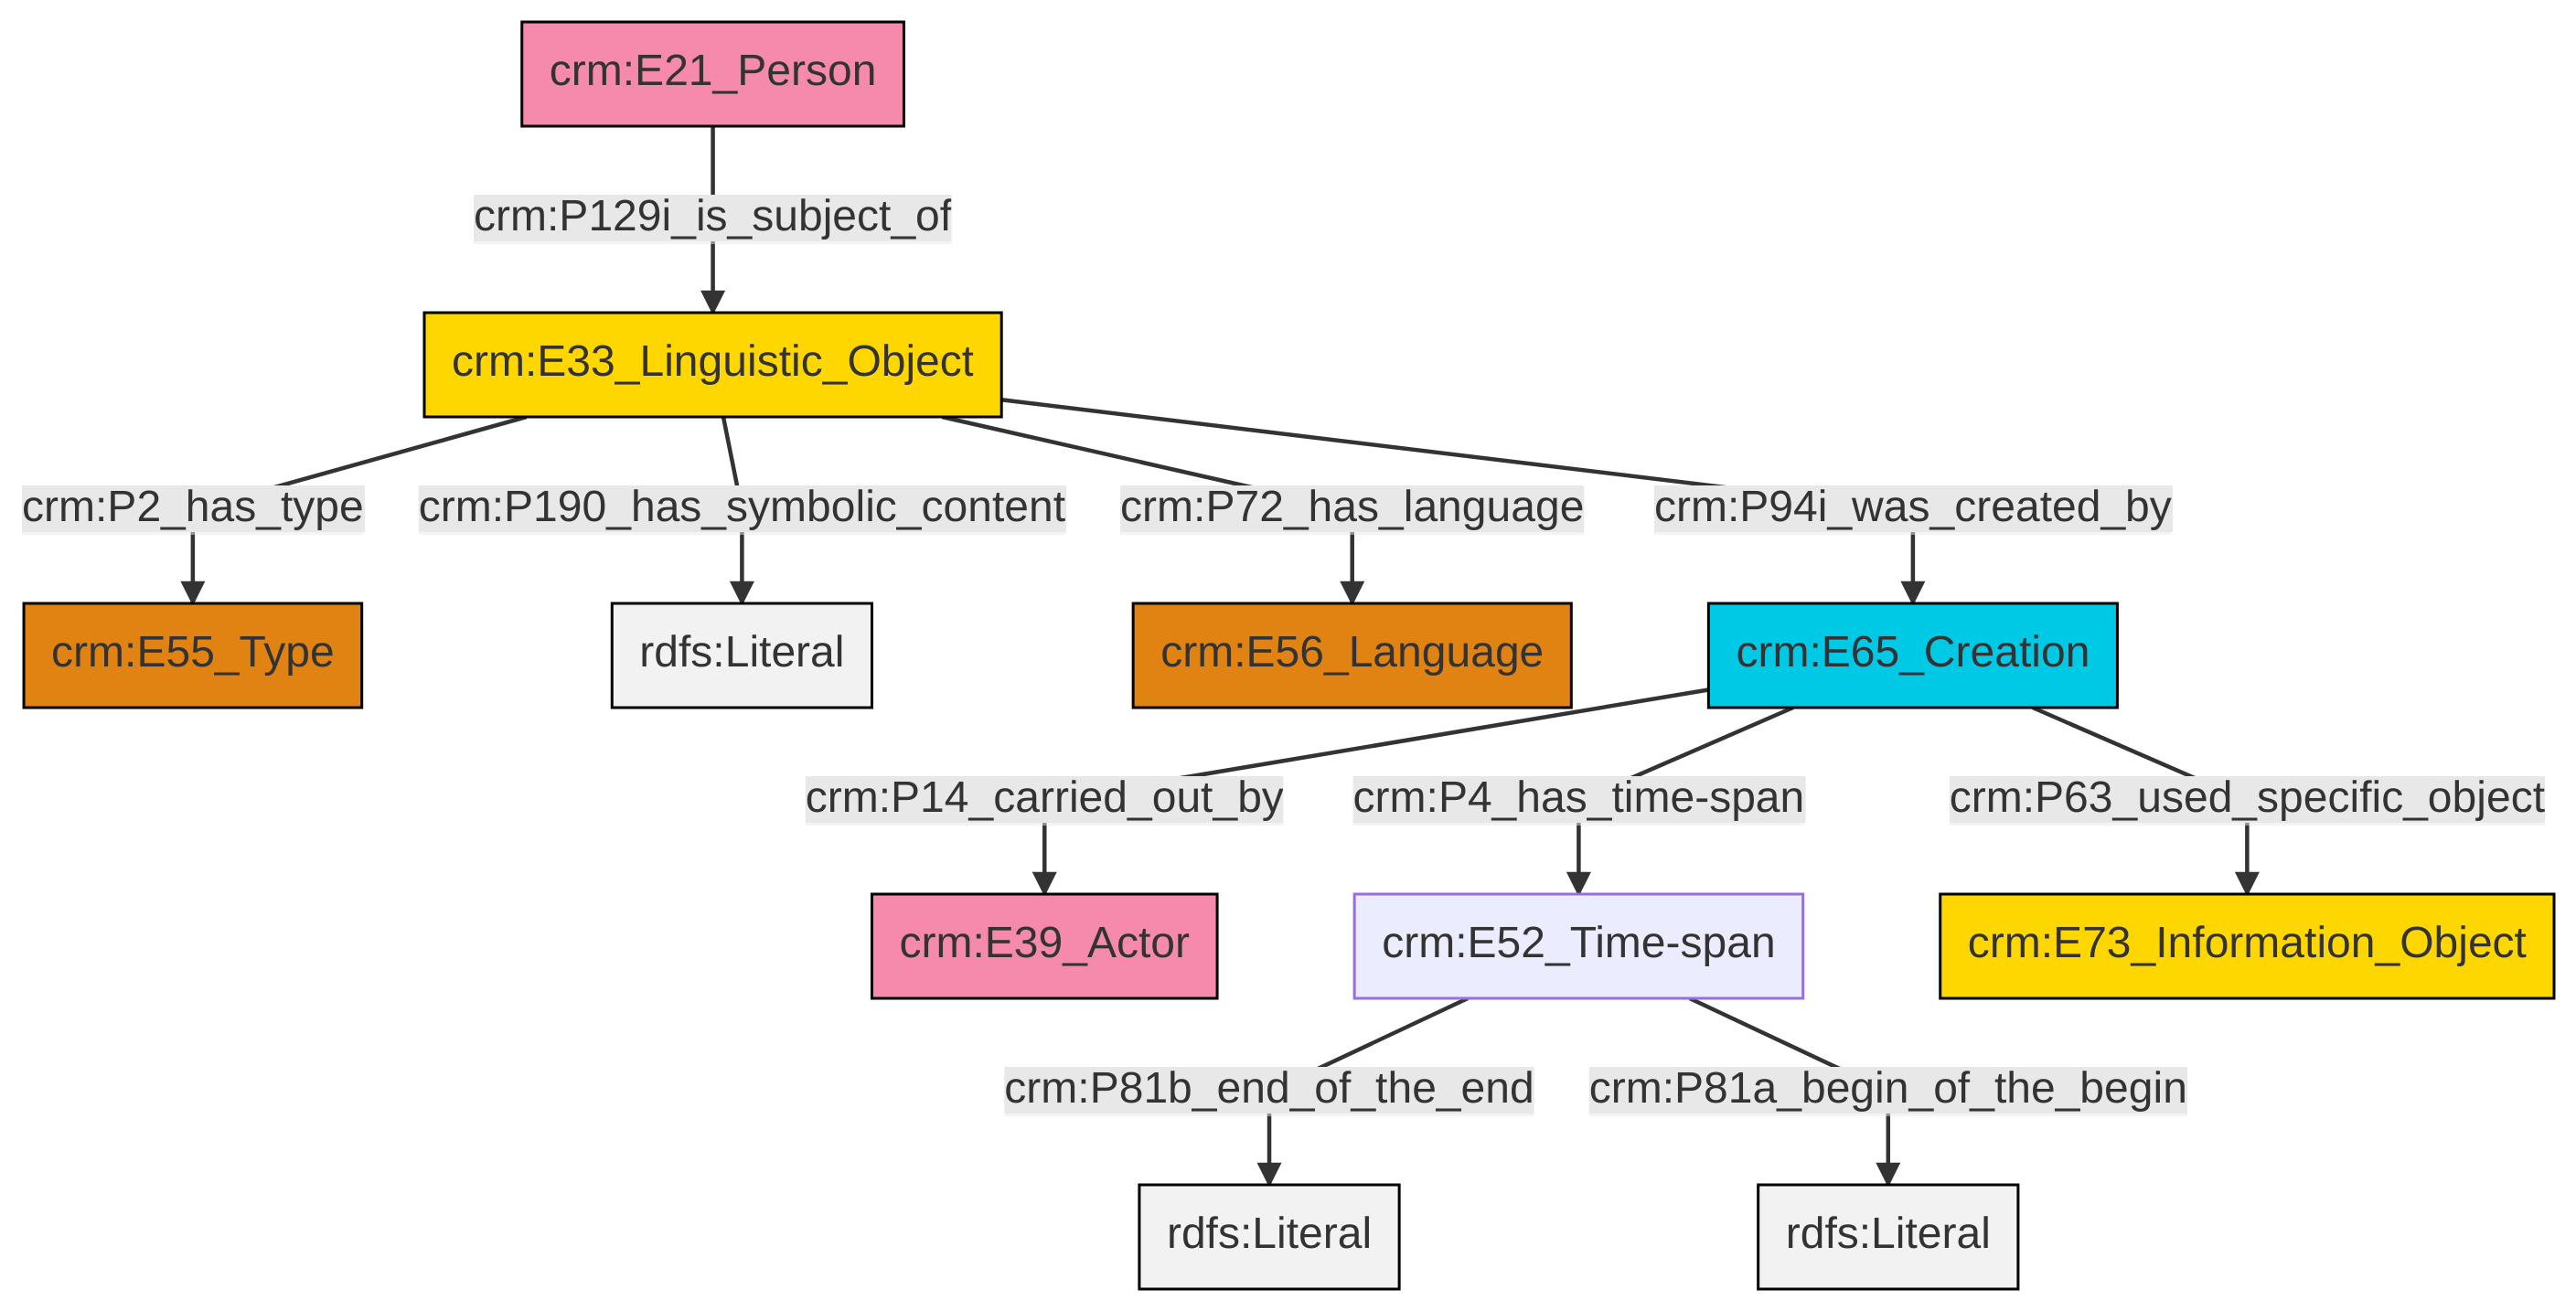 crm:E21_Person
crm:P129i_is_subject_of
crm:E33_Linguistic_Object
crm:P2_has_type
crm:P190_has_symbolic_content
crm:P72_has_language
crm:P94i_was_created_by
crm:E55_Type
rdfs:Literal
crm:E56_Language
crm:E65_Creation
crm:P14_carried_out_by
crm:P4_has_time-span
crm:P63_used_specific_object
crm:E39_Actor
crm:E52_Time-span
crm:E73_Information_Object
crm:P81b_end_of_the_end
crm:P81a_begin_of_the_begin
rdfs:Literal
rdfs:Literal